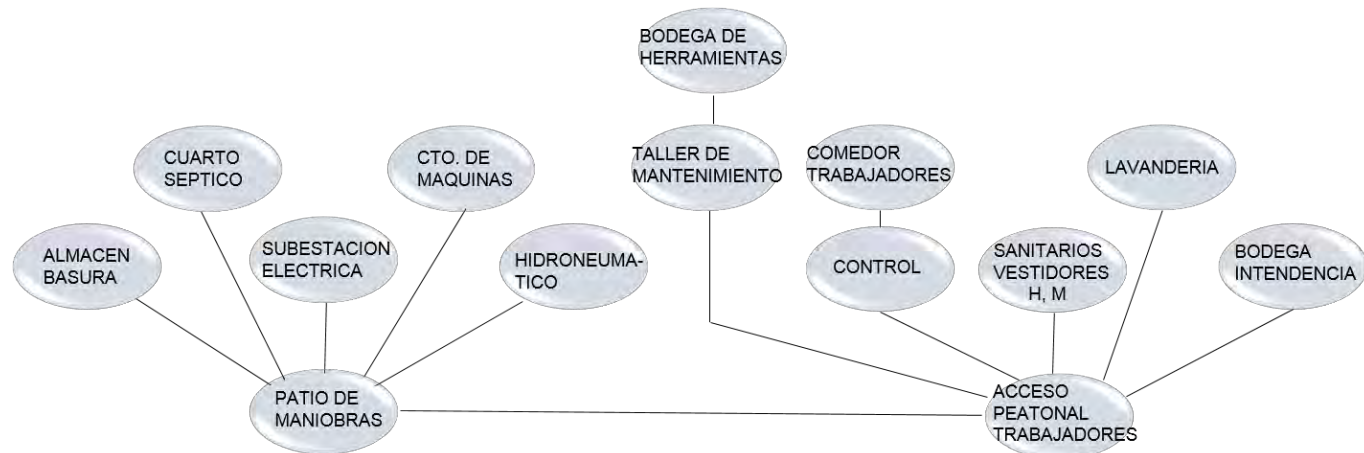 BODEGA DE
HERRAMIENTAS
CUARTO
SEPTICO
CTO. DE
MAQUINAS
TALLER DE
MANTENIMIENTO
COMEDOR
TRABAJADORES
LAVANDERIA
ALMACEN
BASURA
SUBESTACION
ELECTRICA
HIDRONEUMA-
TICO
CONTROL
SANITARIOS
VESTIDORES
H, M
BODEGA
INTENDENCIA
PATIO DE
MANIOBRAS
ACCESO
PEATONAL
TRABAJADORES